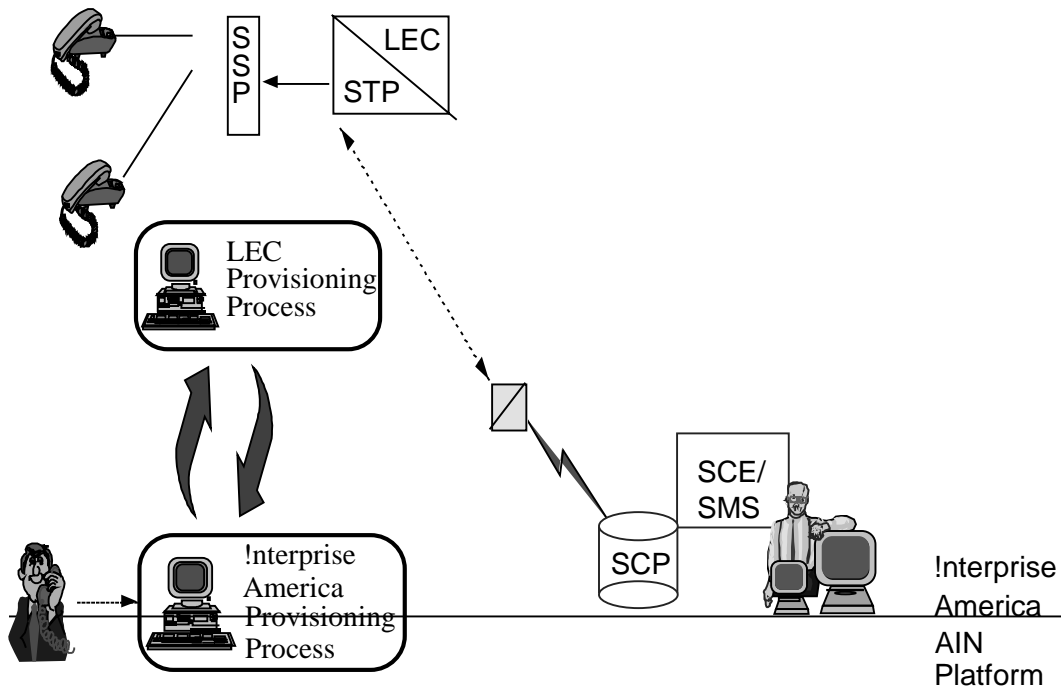 S
S
P
LEC
STP
LEC
Provisioning
Process
SCE/
SMS
SCP
!nterprise
America
Provisioning
Process
!nterprise
America
AIN
Platform